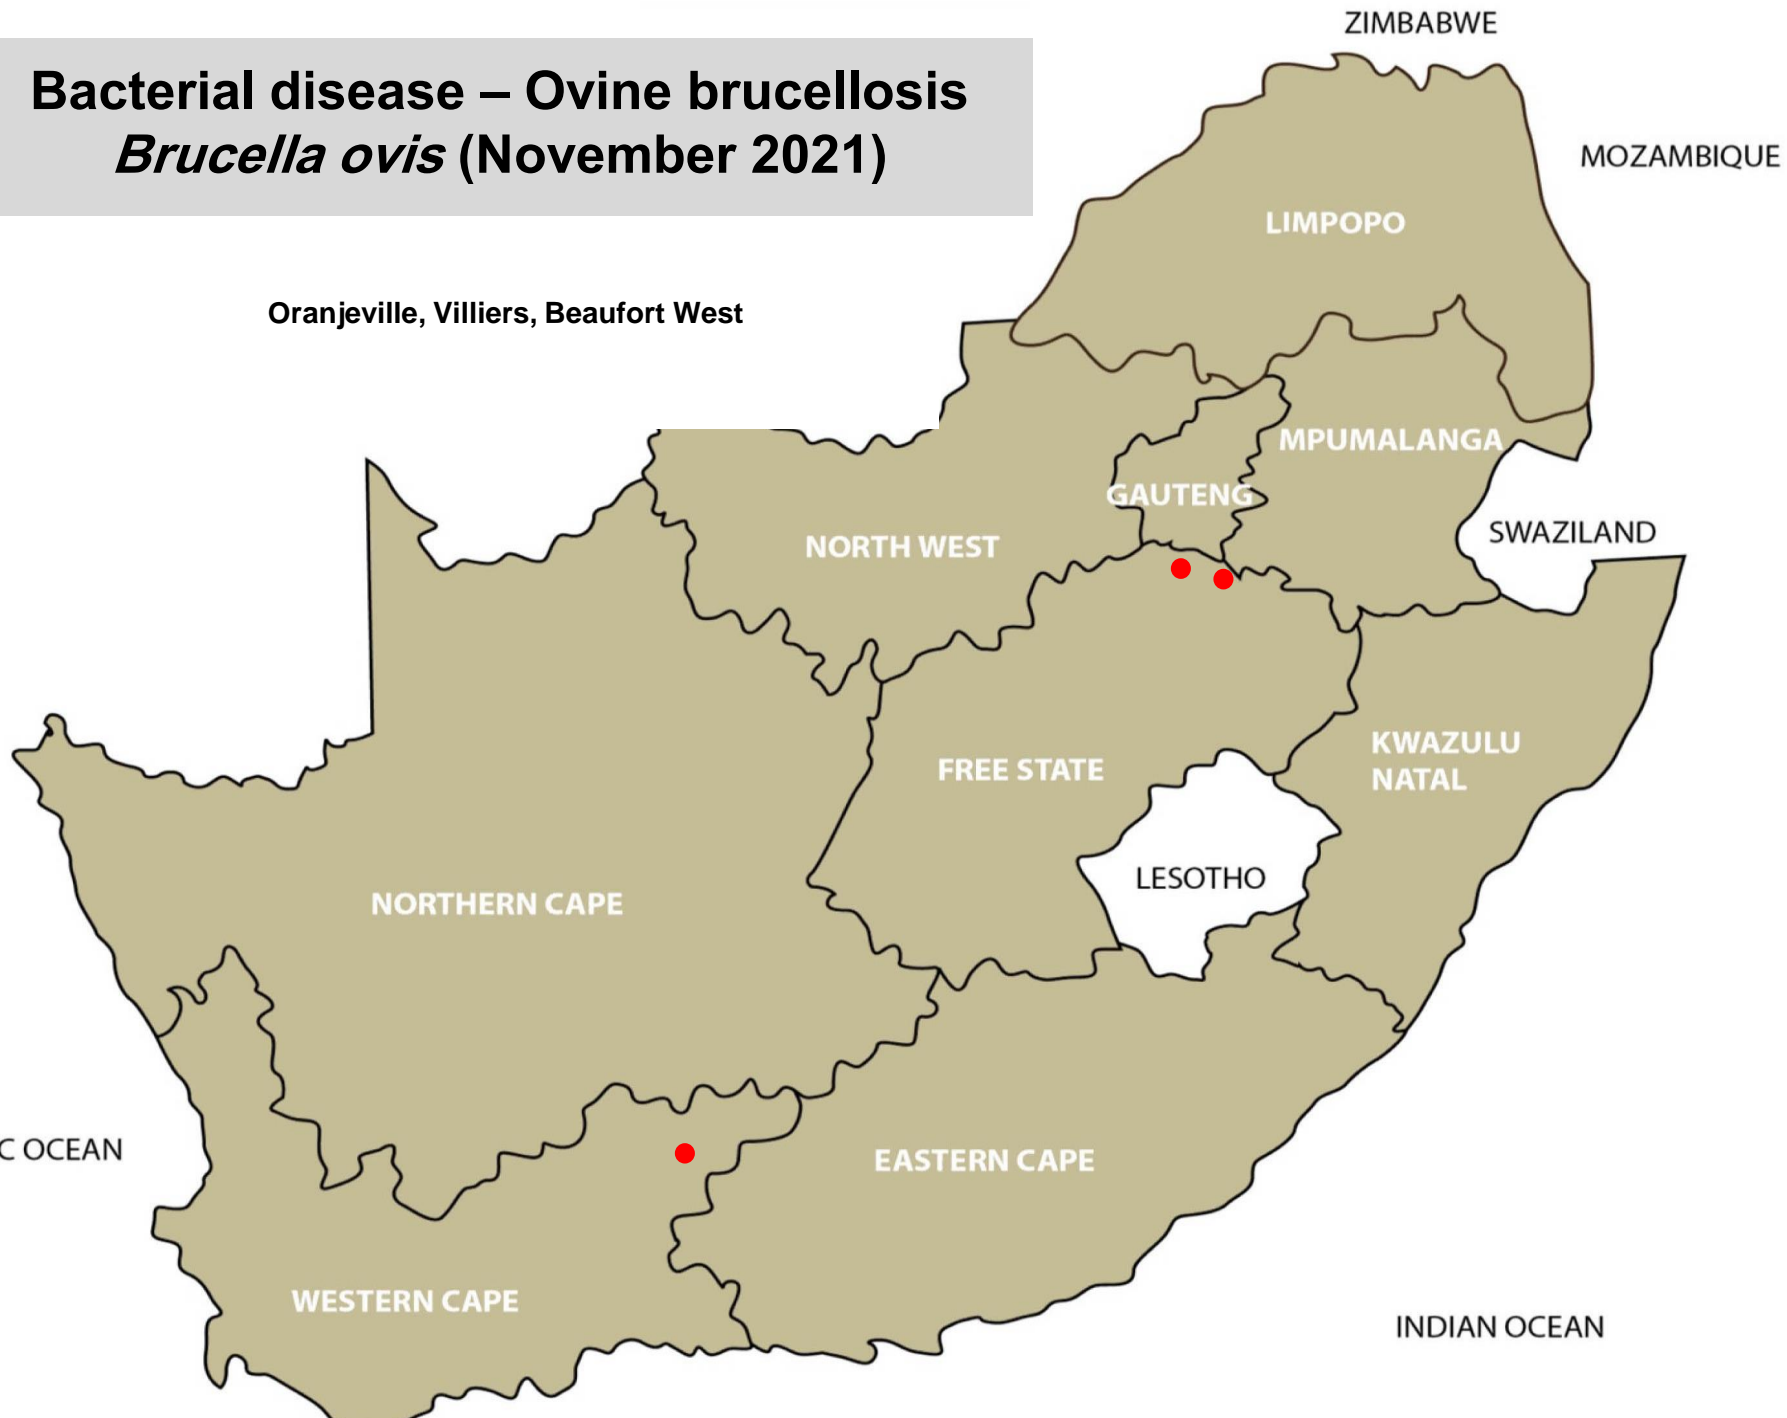 ZIMBABWE
Bacterial disease – Ovine brucellosis
Brucella ovis (November 2021)
MOZAMBIQUE
LIMPOPO
Oranjeville, Villiers, Beaufort West
MPUMALANGA
GAUTENG
SWAZILAND
NORTH WEST
KWAZULU
NATAL
FREE STATE
LESOTHO
NORTHERN CAPE
C OCEAN
EASTERN CAPE
WESTERN CAPE
INDIAN OCEAN